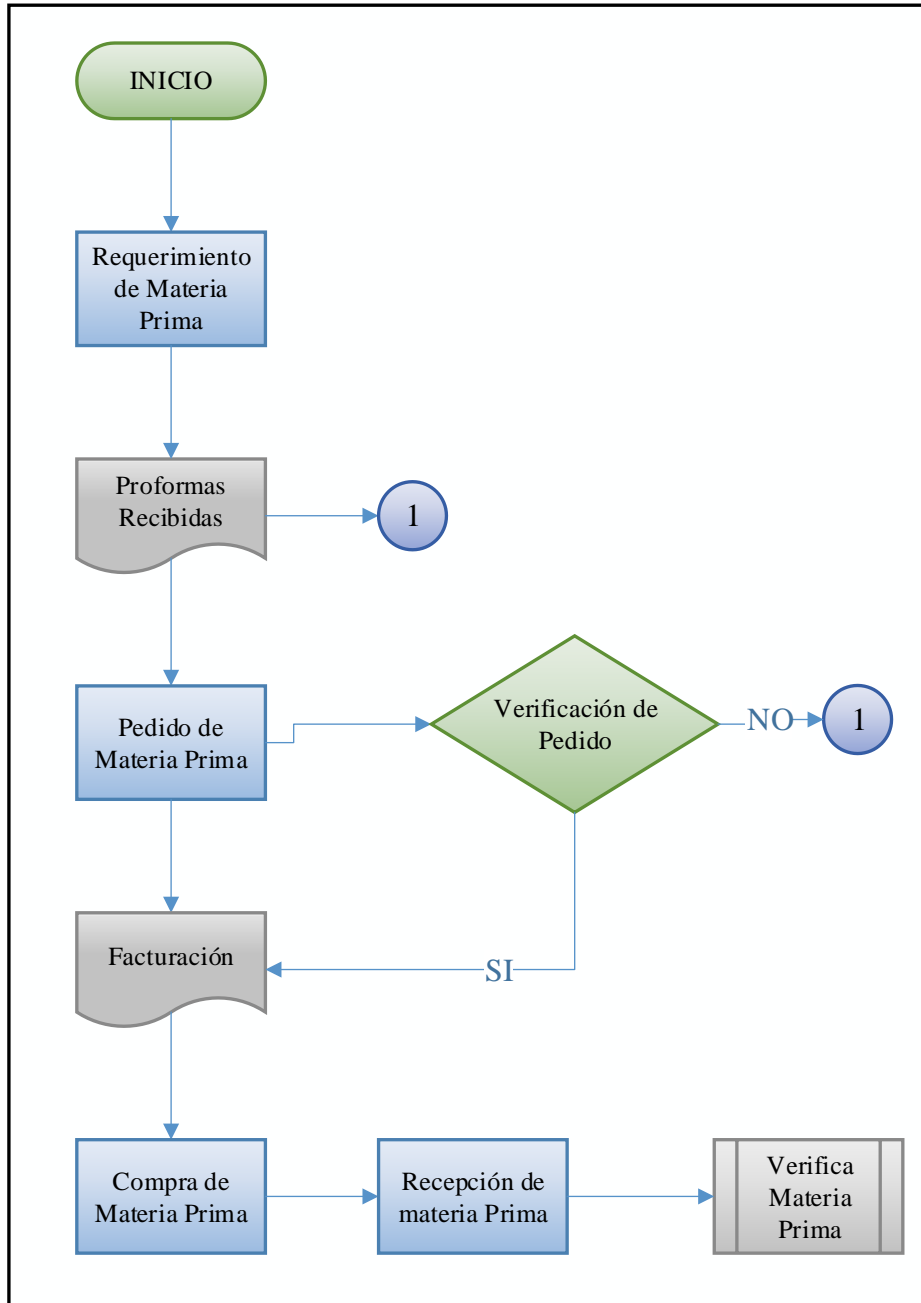 INICIO
Requerimiento
de Materia
Prima
Proformas
Recibidas
1
Pedido de
Materia Prima
Verificación de
Pedido
NO
1
Facturación
SI
Compra de
Materia Prima
Recepción de
materia Prima
Verifica
Materia
Prima